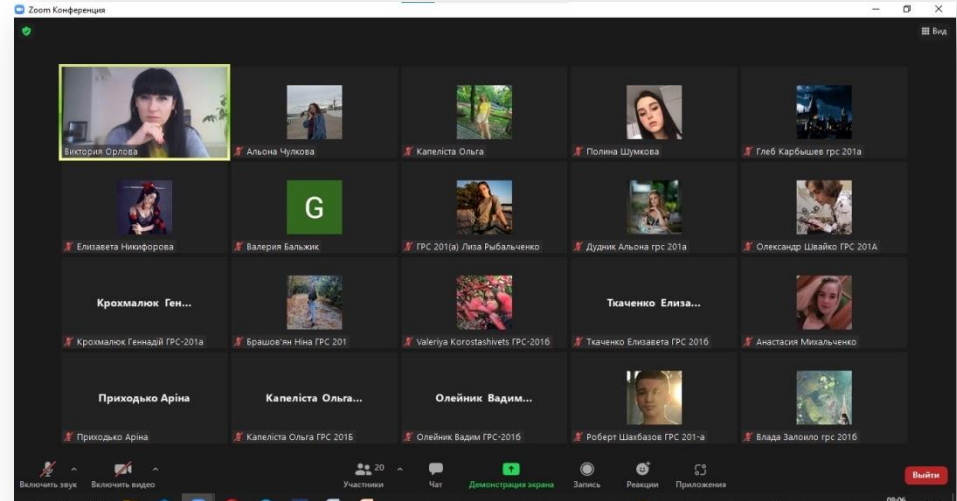 Zoom Конференция
Вид
Виктория Орлова
Альона Чулкова
Капеліста Ольга
Полина Шумкова
Глеб Карбышев грс 201а
Елизавета Никифорова
G
Валерия Бальжик
ГРС 201(а) Лиза Рыбальченко
Дудник Альона грс 201а
Олександр Швайко ГРС 201А
Крохмалюк Ген...
Крохмалюк Геннадій ГРС-201а
Брашов'ян Ніна ГРС 201
Valeriya Korostashivets ГРС-201б
Ткаченко Елиза...
Ткаченко Елизавета ГРС 201б
Анастасия Михальченко
Приходько Аріна
Приходько Аріна
Капеліста Ольга...
Капеліста Ольга ГРС 201Б
Олейник Вадим...
Олейник Вадим ГРС-201б
Роберт Шахбазов ГРС 201-а
Влада Залоило грс 201б
Включить звук
Включить видео
20
Участники
Чат
Демонстрация экрана
Запись
Реакции
Приложения
Выйти